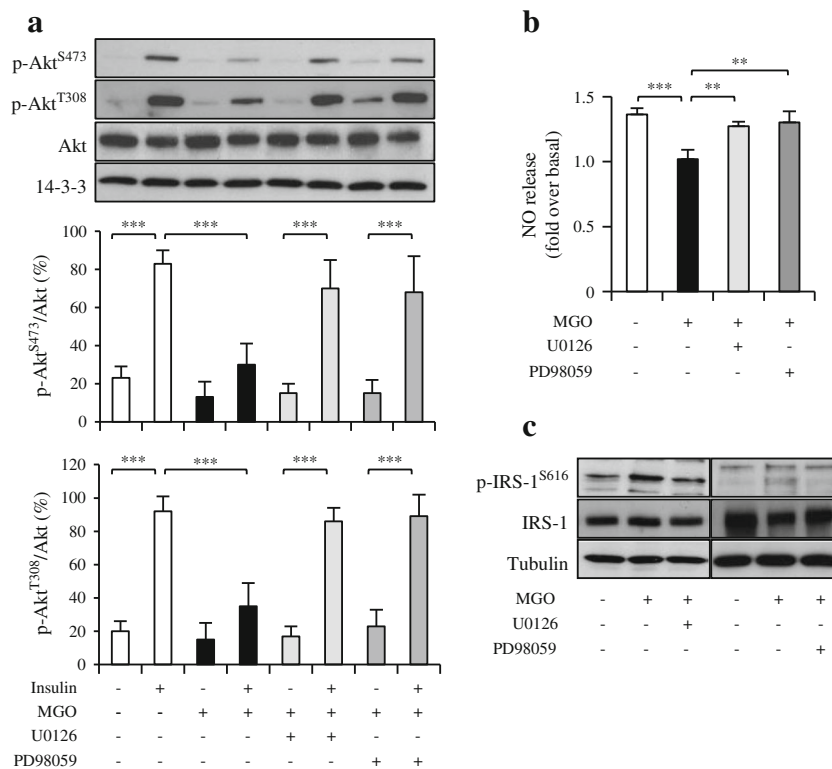 a
p-Akt^S473
p-Akt^T308
Akt
14-3-3
*** *** *** ***
p-Akt^S473/Akt (%)
100
80
60
40
20
0
*** *** *** ***
p-Akt^T308/Akt (%)
120
100
80
60
40
20
0
Insulin - + - + - + - +
MGO - - + + + + + +
U0126 + +
PD98059 + +
b
**
*** **
NO release
(fold over basal)
1.5
1.0
.5
0
MGO - + + +
U0126 +
PD98059 +
c
p-IRS-1^S616
IRS-1
Tubulin
MGO - + + - + +
U0126 +
PD98059 +